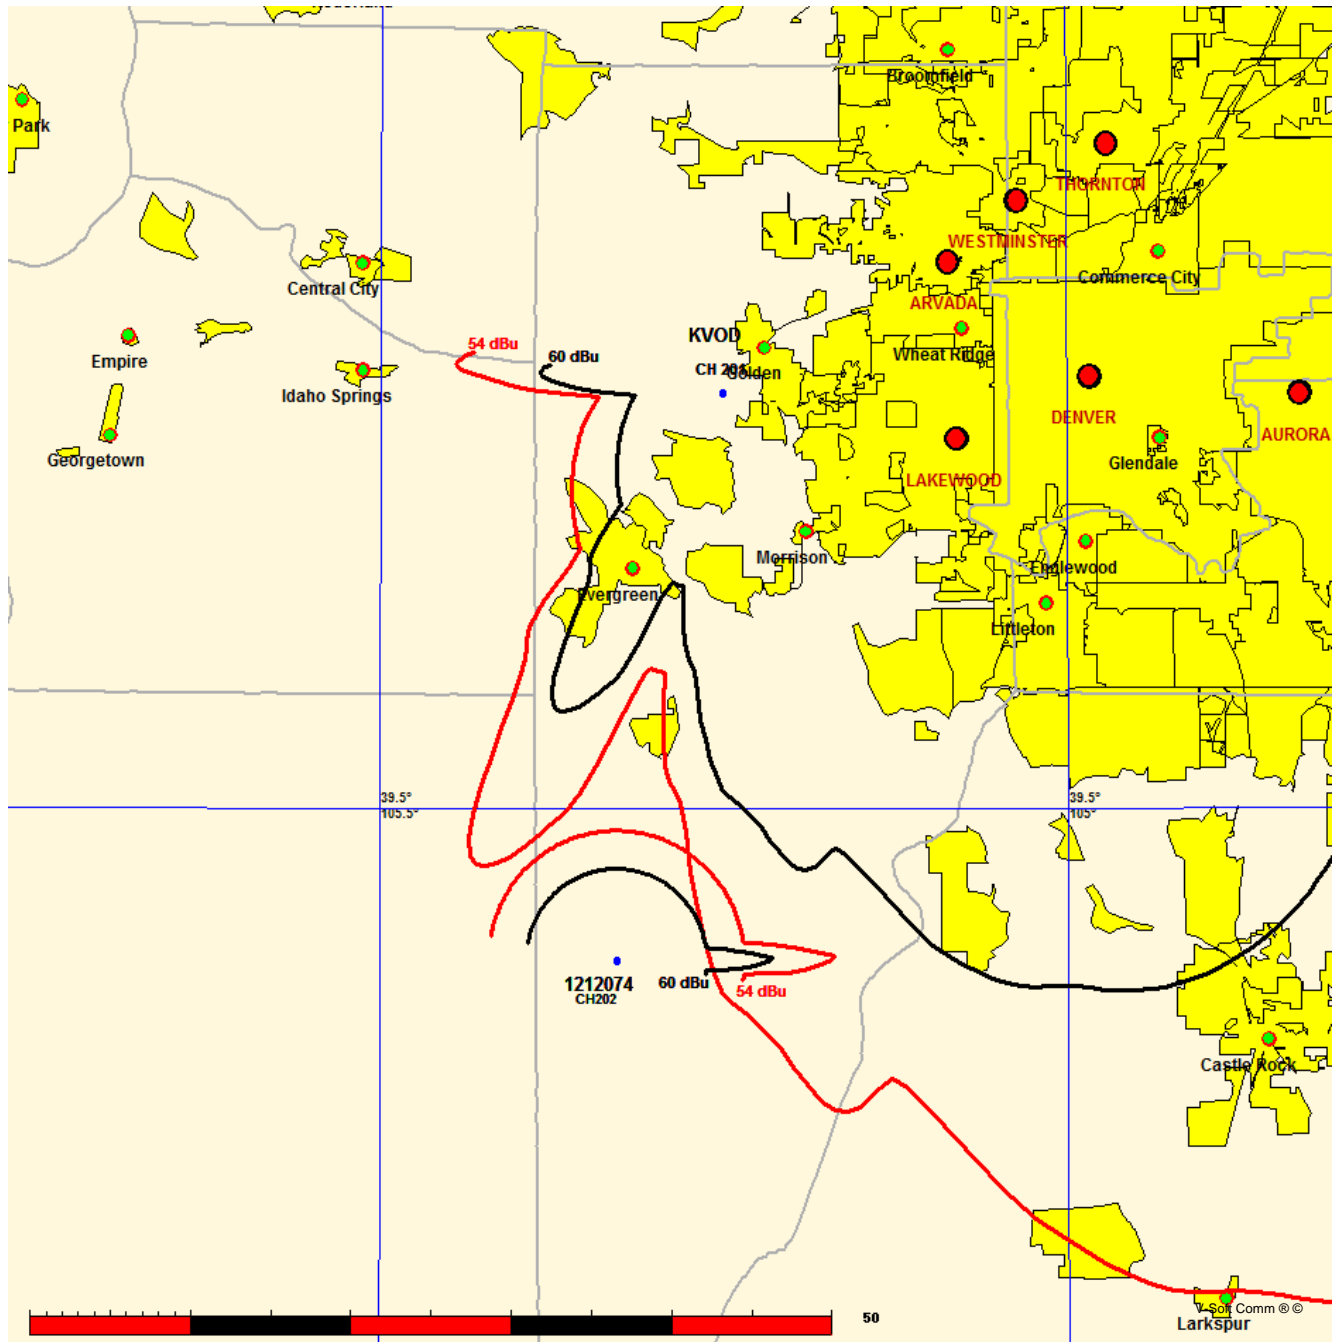 Broomfield
Park
THORNTON
WESTMINSTER
Commerce City
Central City
ARVADA
KVOD
54 dBu
60 dBu
Wheat Ridge
Empire
CH 201
Golden
Idaho Springs
DENVER
AURORA
Georgetown
Glendale
LAKEWOOD
Morrison
Englewood
Evergreen
Littleton
39.5°
105.5°
39.5°
105°
1212074
CH202
60 dBu
54 dBu
Castle Rock
50
V-Soft Comm ® ©
Larkspur